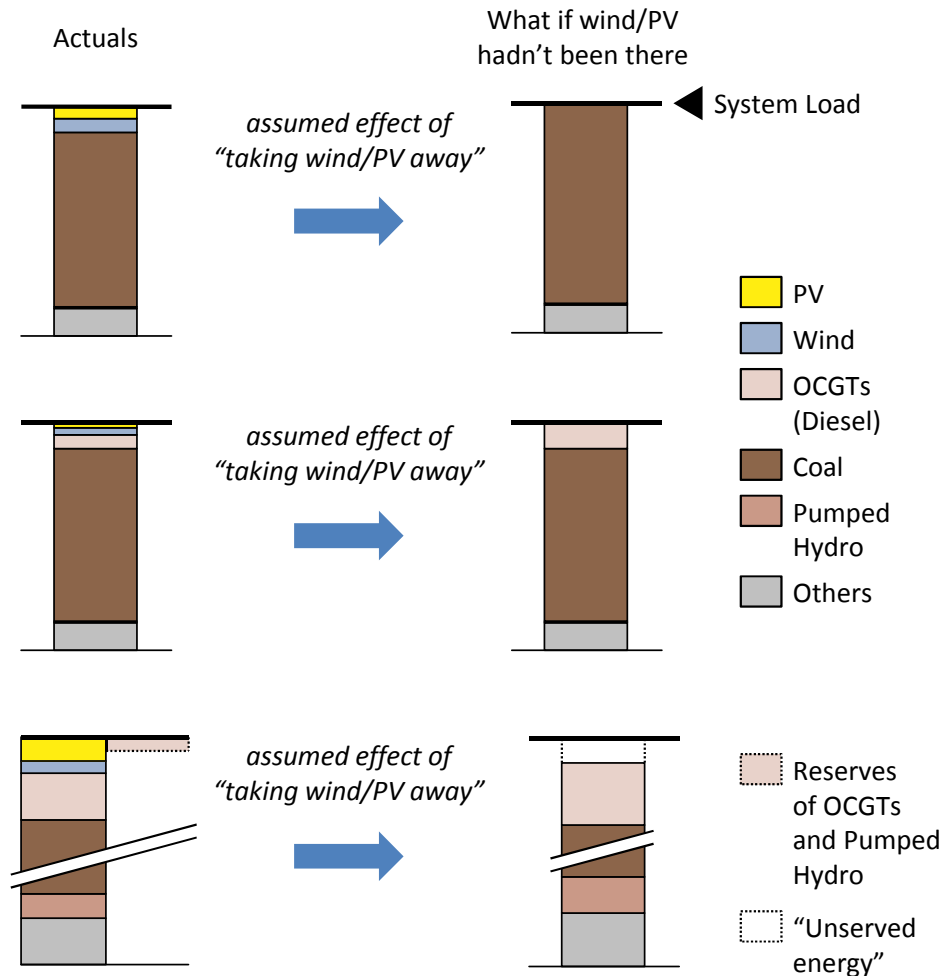 Actuals
What if wind/PV
hadn't been there
assumed effect of
“taking wind/PV away”
System Load
PV
Wind
OCGTs
(Diesel)
Coal
Pumped
Hydro
Others
assumed effect of
“taking wind/PV away”
assumed effect of
“taking wind/PV away”
Reserves
of OCGTs
and Pumped
Hydro
“Unserved
energy”